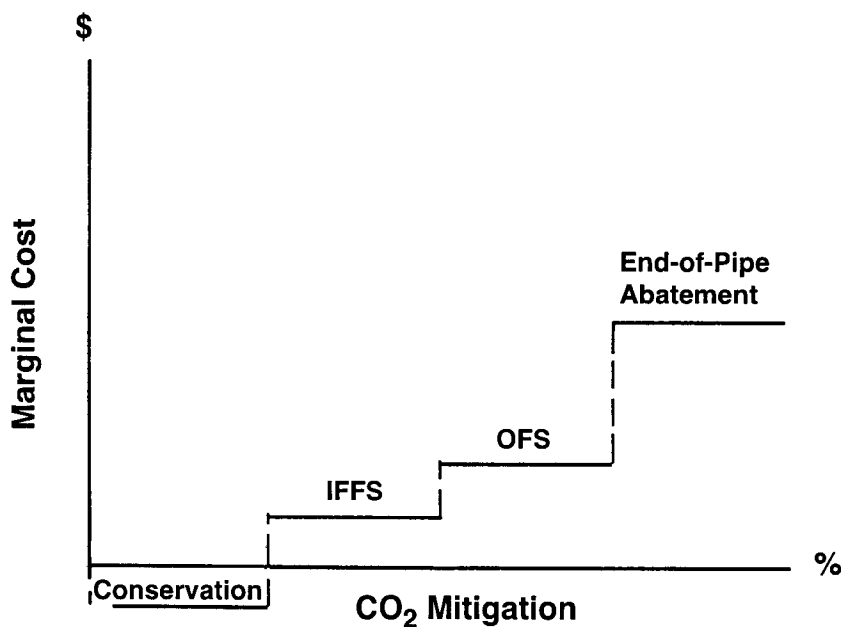 $
Marginal Cost
End-of-Pipe
Abatement
OFS
IFFS
%
Conservation
CO₂ Mitigation